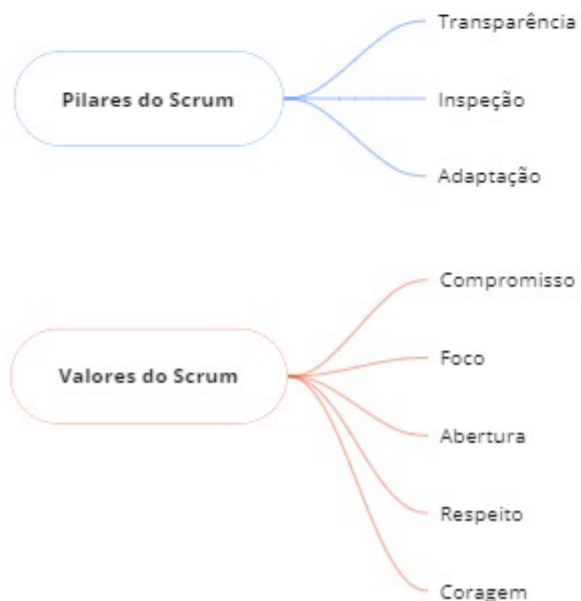 Pilares do Scrum
Transparência
Inspeção
Adaptação
Valores do Scrum
Compromisso
Foco
Abertura
Respeito
Coragem